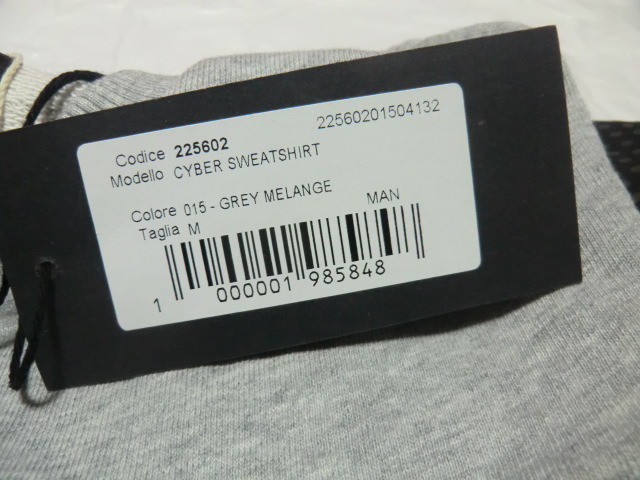 22560201504132
Codice 225602
Modello CYBER SWEATSHIRT
Colore 015 - GREY MELANGE
MAN
Taglia M
1 000001 985848